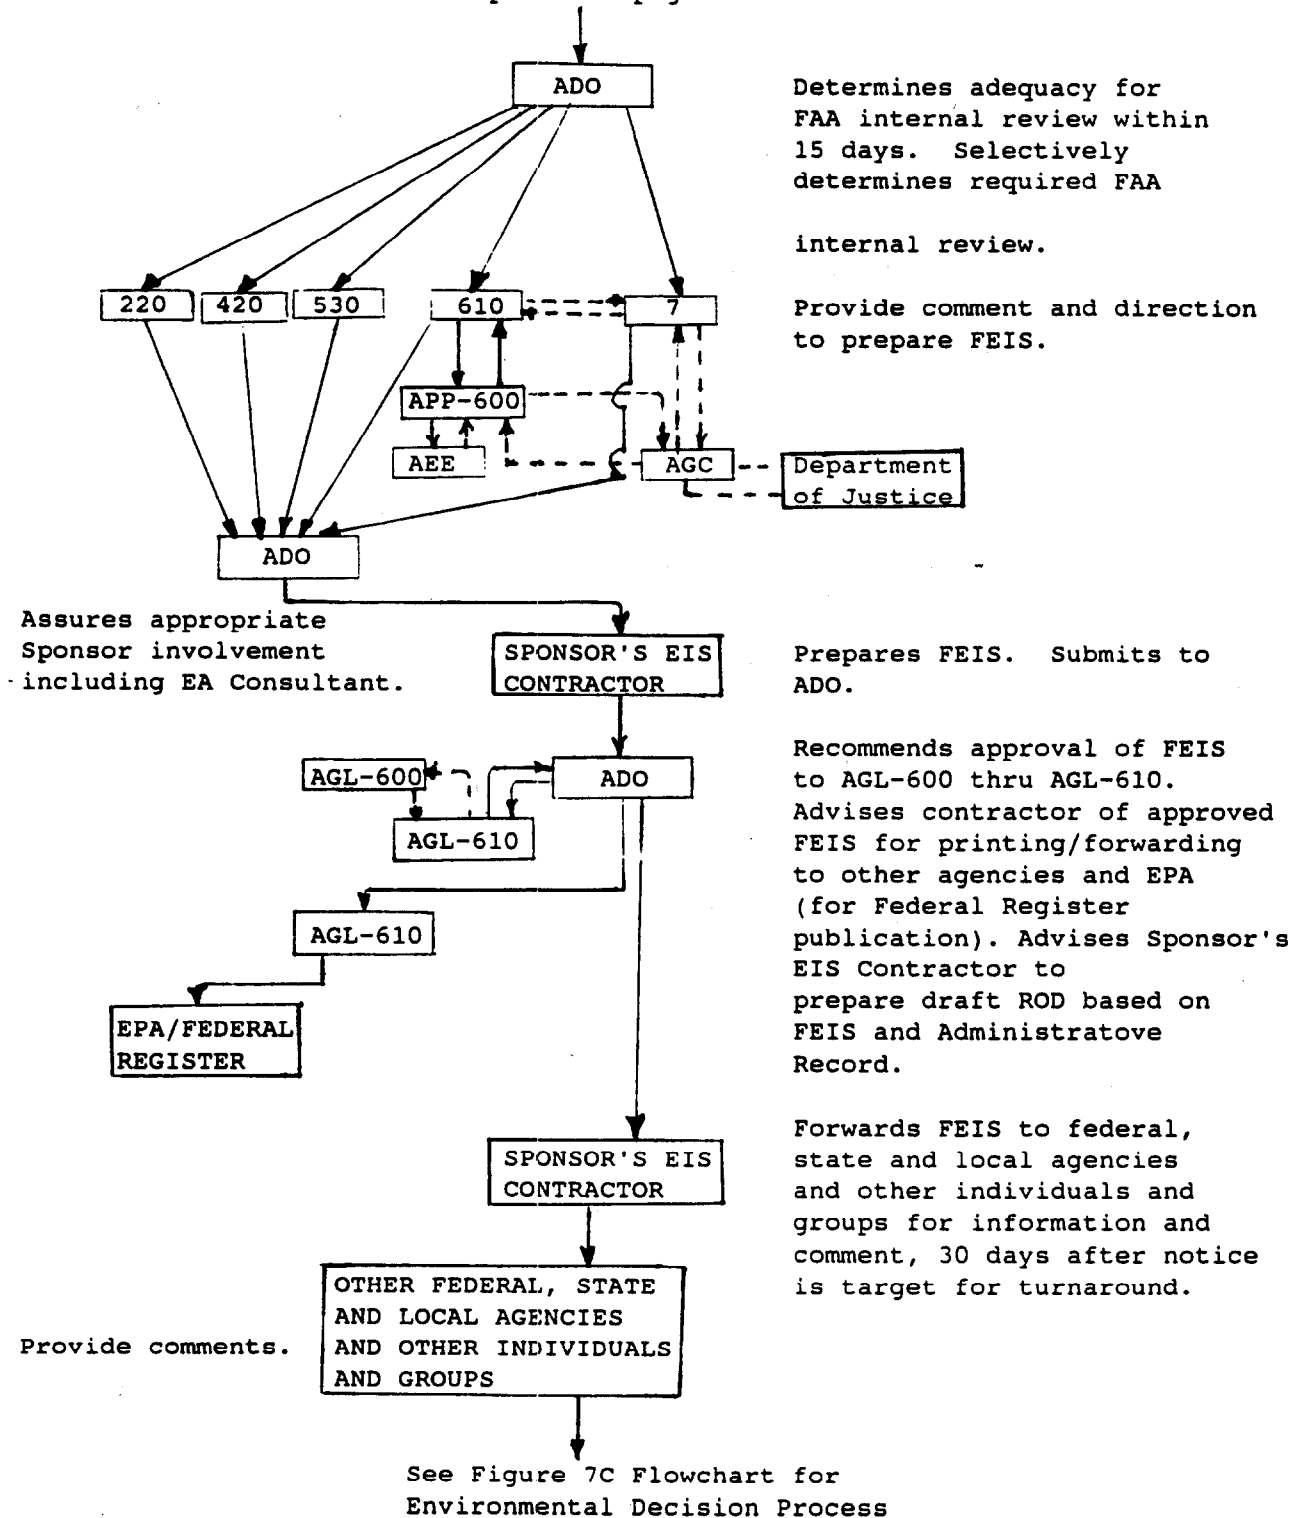 ADO
Determines adequacy for
FAA internal review within
15 days. Selectively
determines required FAA
internal review.
220
420
530
610
7
Provide comment and direction
to prepare FEIS.
APP-600
AEE
AGC
Department
of Justice
ADO
Assures appropriate
Sponsor involvement
including EA Consultant.
SPONSOR'S EIS
CONTRACTOR
Prepares FEIS. Submits to
ADO.
AGL-600
ADO
AGL-610
Recommends approval of FEIS
to AGL-600 thru AGL-610.
Advises contractor of approved
FEIS for printing/forwarding
to other agencies and EPA
(for Federal Register
publication). Advises Sponsor's
EIS Contractor to
prepare draft ROD based on
FEIS and Administratove
Record.
AGL-610
EPA/FEDERAL
REGISTER
SPONSOR'S EIS
CONTRACTOR
Forwards FEIS to federal,
state and local agencies
and other individuals and
groups for information and
comment, 30 days after notice
is target for turnaround.
OTHER FEDERAL, STATE
AND LOCAL AGENCIES
AND OTHER INDIVIDUALS
AND GROUPS
Provide comments.
See Figure 7C Flowchart for
Environmental Decision Process